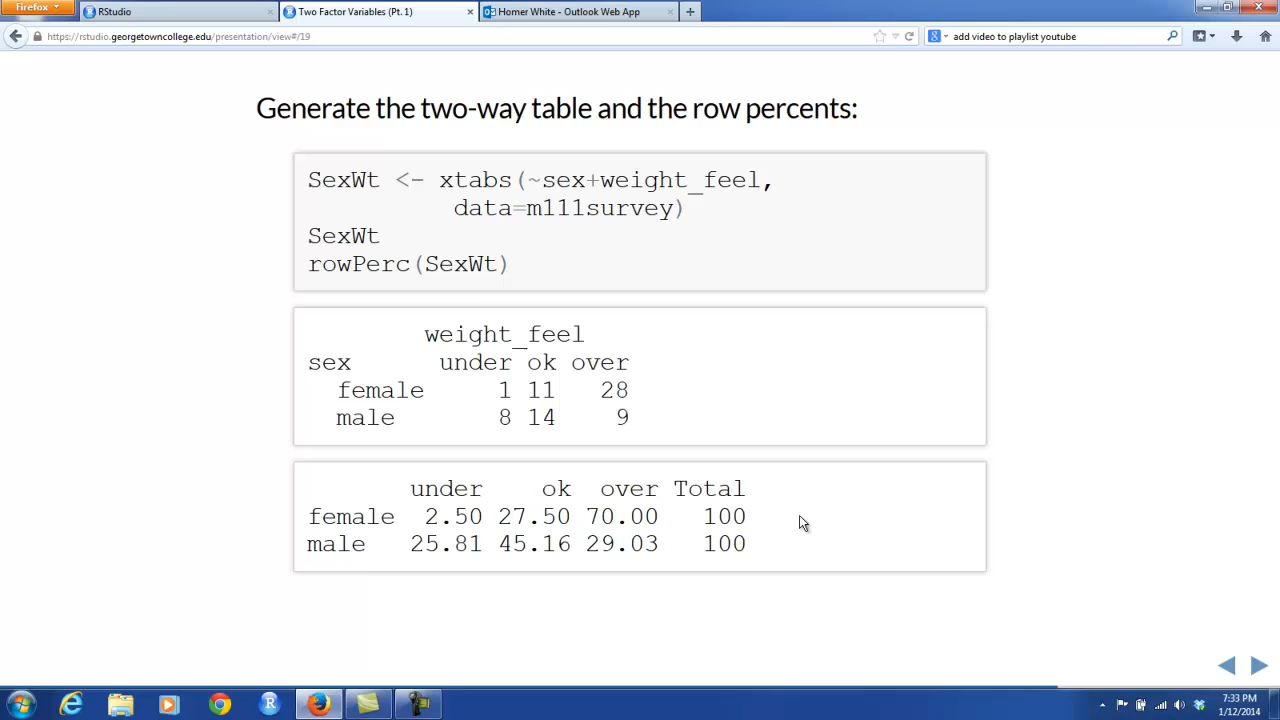 Firefox
RStudio
Two Factor Variables (Pt. 1)
Homer White - Outlook Web App
https://rstudio.georgetowncollege.edu/presentation/view#/19
add video to playlist youtube
Generate the two-way table and the row percents:
SexWt <- xtabs(~sex+weight_feel,
data=m111survey)
SexWt
rowPerc(SexWt)
weight_feel
sex under ok over
female 1 11 28
male 8 14 9
under ok over Total
female 2.50 27.50 70.00 100
male 25.81 45.16 29.03 100
7:33 PM
1/12/2014